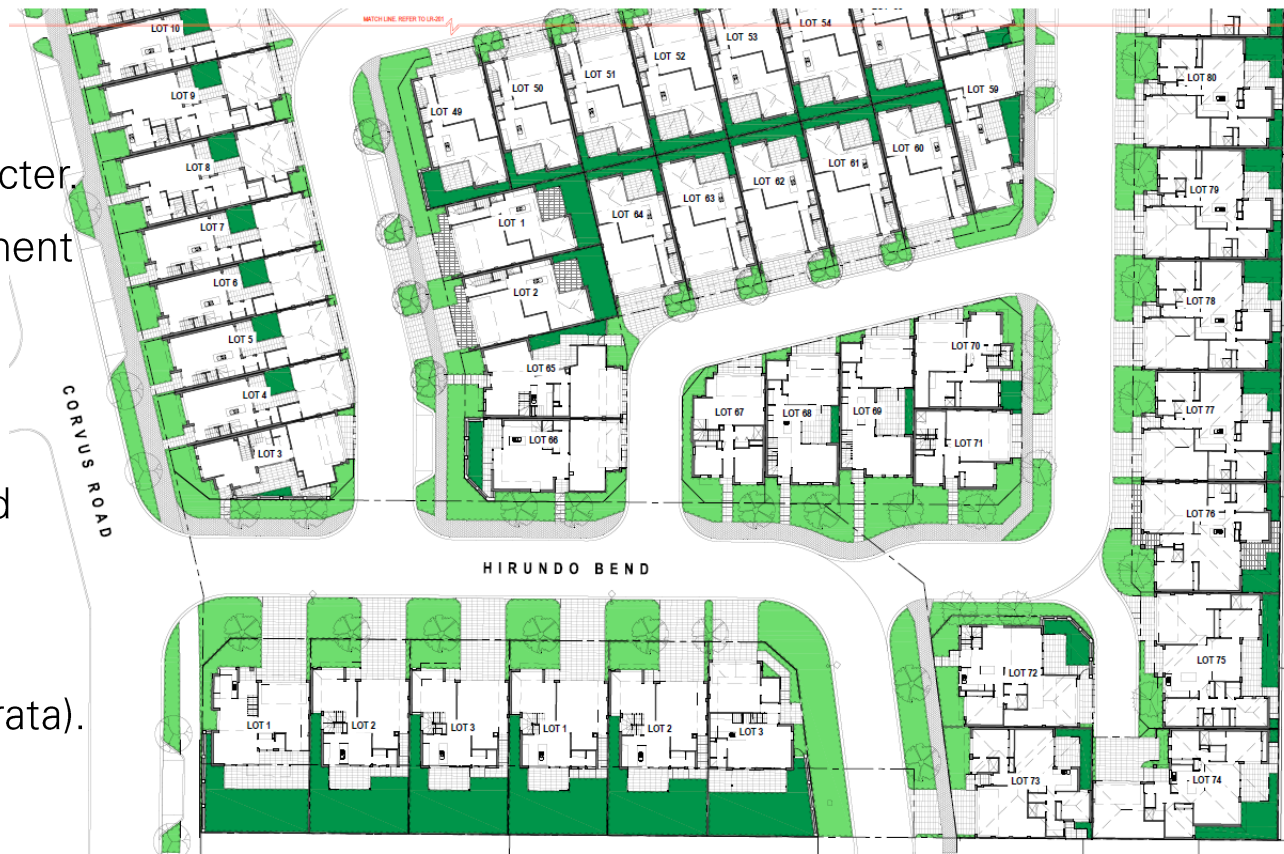 MATCH LINE, REFER TO LR-201
LOT 10
LOT 9
LOT 8
LOT 7
LOT 6
LOT 5
LOT 4
LOT 3
LOT 49
LOT 50
LOT 51
LOT 52
LOT 53
LOT 54
LOT 59
LOT 60
LOT 61
LOT 62
LOT 63
LOT 64
LOT 1
LOT 2
LOT 65
LOT 66
LOT 67
LOT 68
LOT 69
LOT 70
LOT 71
LOT 80
LOT 79
LOT 78
LOT 77
LOT 76
LOT 75
LOT 74
LOT 73
LOT 72
cter.
ment
d
rata).
CORVUS ROAD
HIRUNDO BEND
LOT 1
LOT 2
LOT 3
LOT 1
LOT 2
LOT 3